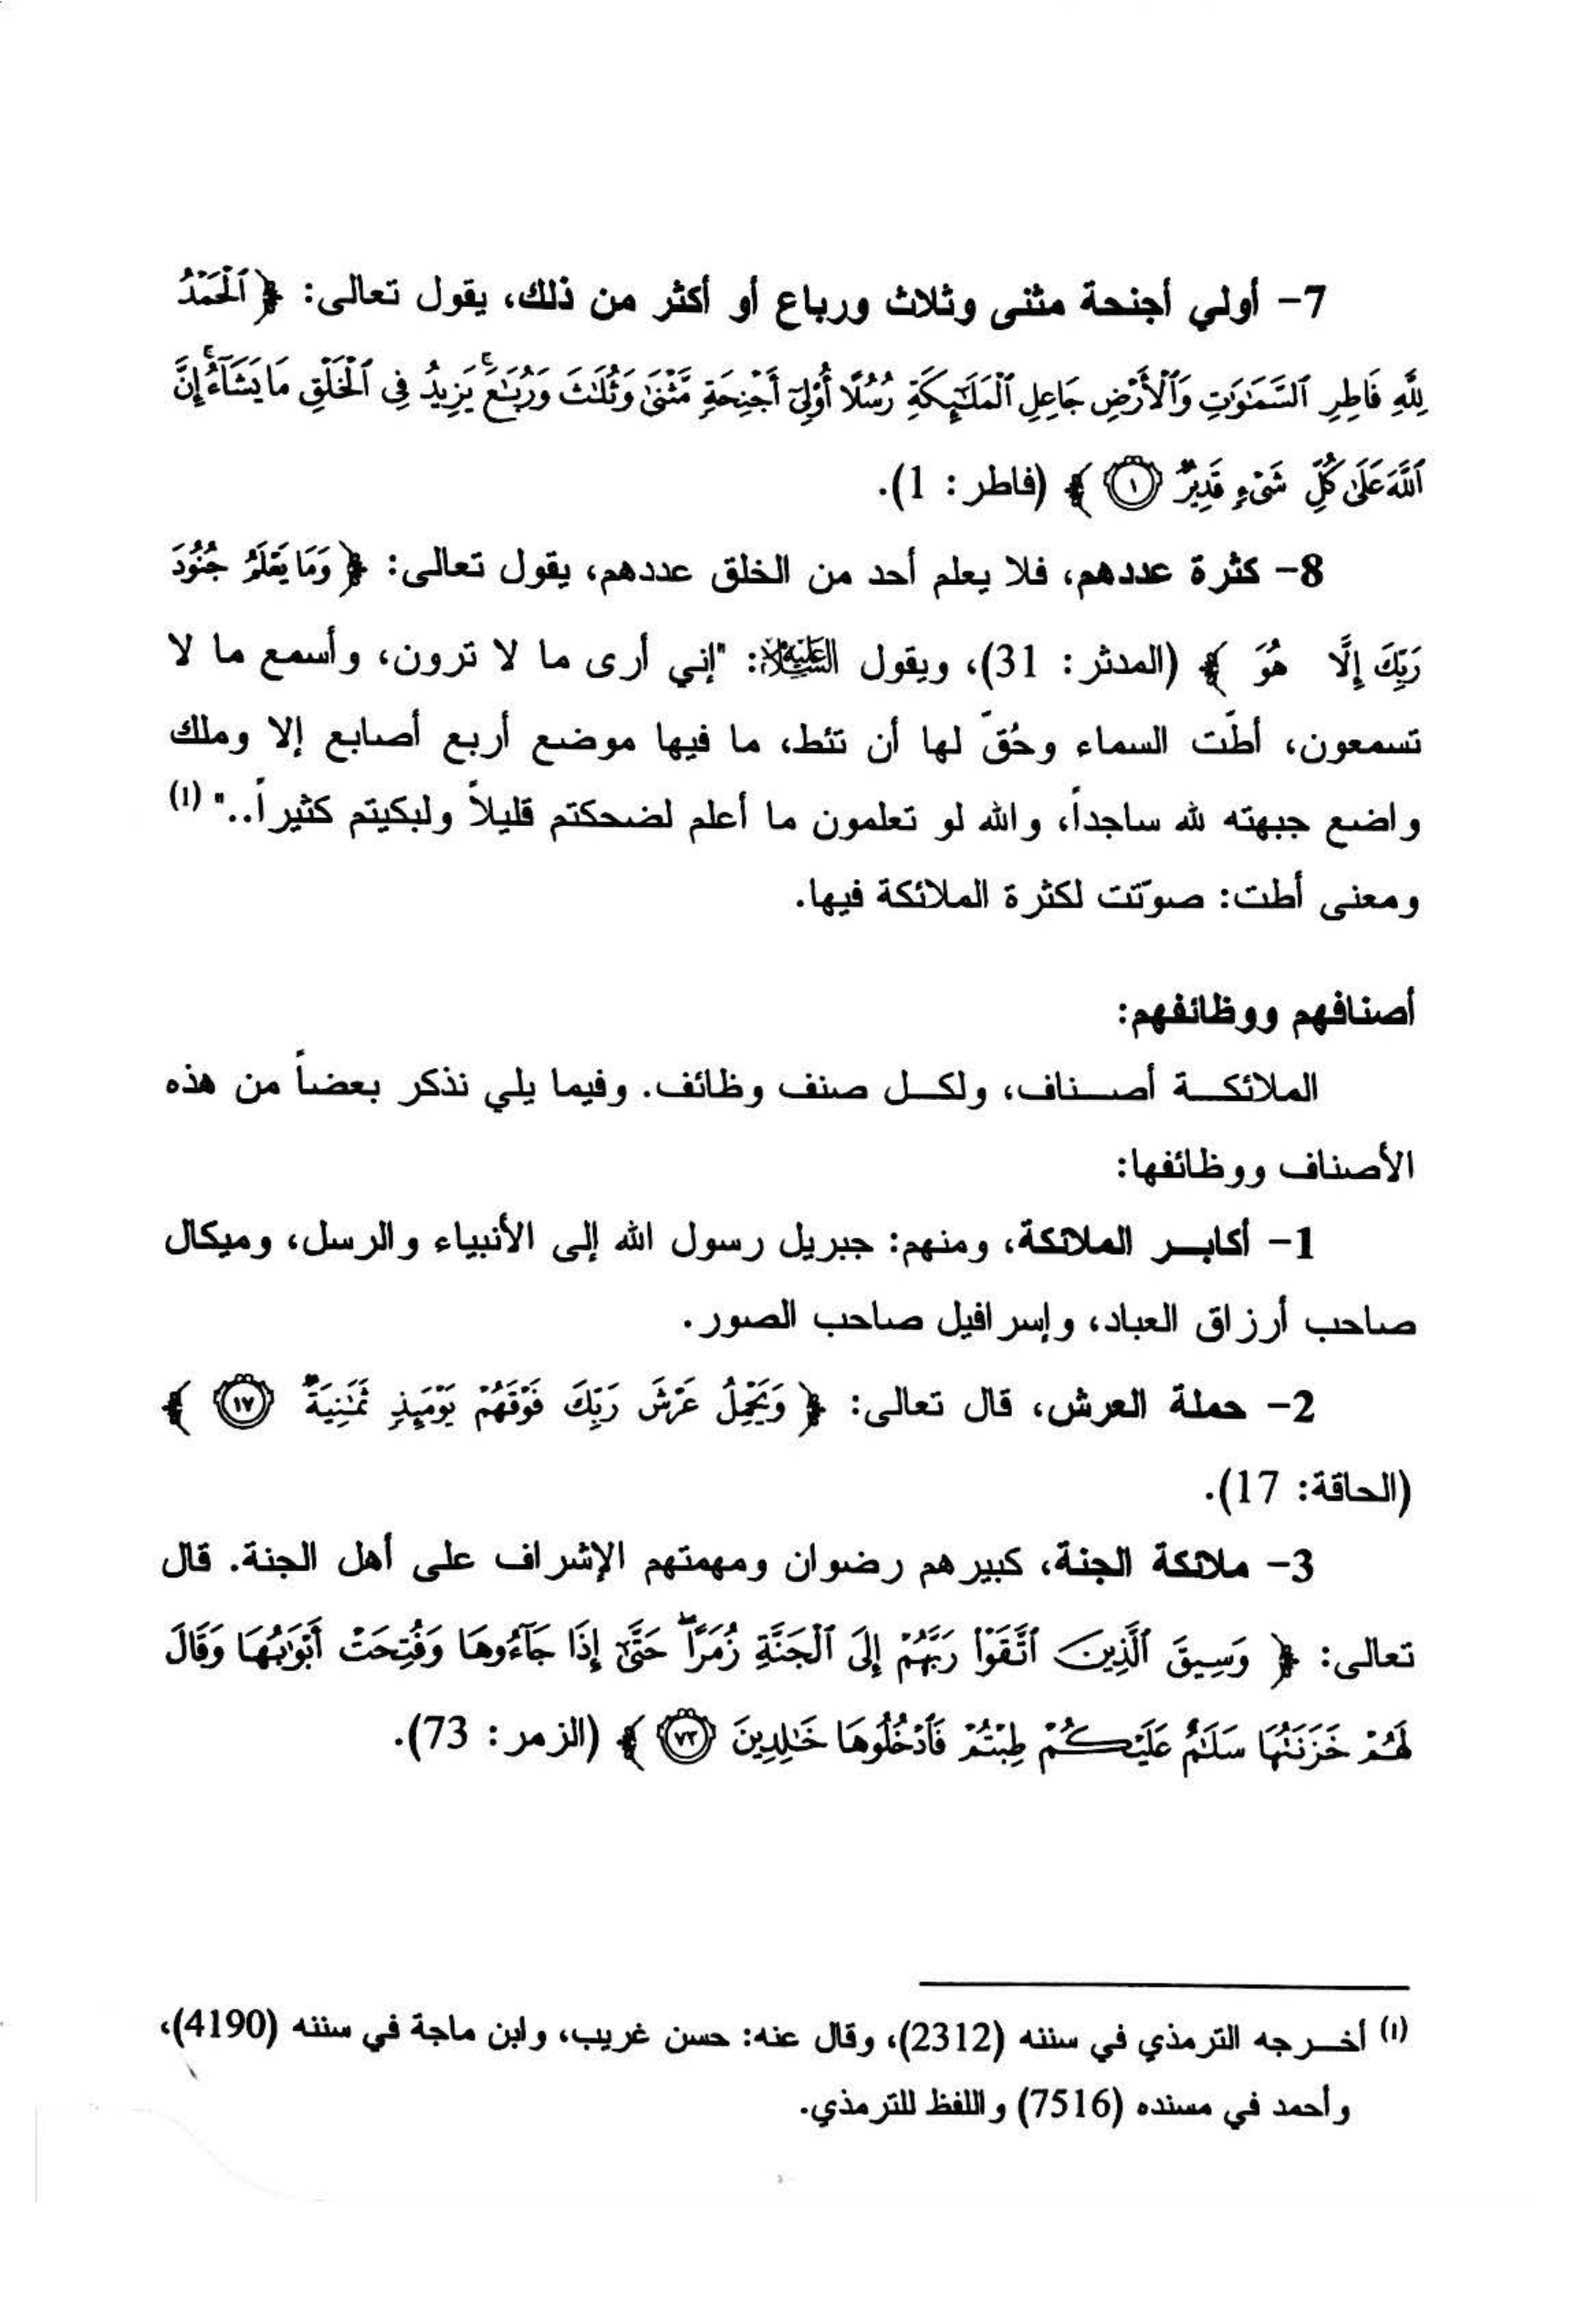 7- أولي أجنحة مثنى وثلاث ورباع أو أكثر من ذلك، يقول تعالى: ﴿ ٱلْحَمْدُ
لِلَّهِ فَاطِرِ ٱلسَّمَٰوَٰتِ وَٱلْأَرْضِ جَاعِلِ ٱلْمَلَٰٓئِكَةِ رُسُلًا أُو۟لِىٓ أَجْنِحَةٍ مَّثْنَىٰ وَثُلَٰثَ وَرُبَٰعَ ۚ يَزِيدُ فِى ٱلْخَلْقِ مَا يَشَآءُ ۚ إِنَّ
ٱللَّهَ عَلَىٰ كُلِّ شَىْءٍ قَدِيرٌ ۝١ ﴾ (فاطر: 1).
8- كثرة عددهم، فلا يعلم أحد من الخلق عددهم، يقول تعالى: ﴿ وَمَا يَعْلَمُ جُنُودَ
رَبِّكَ إِلَّا هُوَ ﴾ (المدثر: 31)، ويقول عليه السلام: "إني أرى ما لا ترون، وأسمع ما لا
تسمعون، أطّت السماء وحُقّ لها أن تئط، ما فيها موضع أربع أصابع إلا وملك
واضع جبهته لله ساجداً، والله لو تعلمون ما أعلم لضحكتم قليلاً ولبكيتم كثيراً.." (١)
ومعنى أطت: صوّتت لكثرة الملائكة فيها.
أصنافهم ووظائفهم:
الملائكة أصناف، ولكل صنف وظائف. وفيما يلي نذكر بعضاً من هذه
الأصناف ووظائفها:
1- أكابر الملائكة، ومنهم: جبريل رسول الله إلى الأنبياء والرسل، وميكال
صاحب أرزاق العباد، وإسرافيل صاحب الصور.
2- حملة العرش، قال تعالى: ﴿ وَيَحْمِلُ عَرْشَ رَبِّكَ فَوْقَهُمْ يَوْمَئِذٍ ثَمَٰنِيَةٌ ۝١٧ ﴾
(الحاقة: 17).
3- ملائكة الجنة، كبيرهم رضوان ومهمتهم الإشراف على أهل الجنة. قال
تعالى: ﴿ وَسِيقَ ٱلَّذِينَ ٱتَّقَوْا۟ رَبَّهُمْ إِلَى ٱلْجَنَّةِ زُمَرًا ۖ حَتَّىٰٓ إِذَا جَآءُوهَا وَفُتِحَتْ أَبْوَٰبُهَا وَقَالَ
لَهُمْ خَزَنَتُهَا سَلَٰمٌ عَلَيْكُمْ طِبْتُمْ فَٱدْخُلُوهَا خَٰلِدِينَ ۝٧٣ ﴾ (الزمر: 73).
(١) أخرجه الترمذي في سننه (2312)، وقال عنه: حسن غريب، وابن ماجة في سننه (4190)،
وأحمد في مسنده (7516) واللفظ للترمذي.